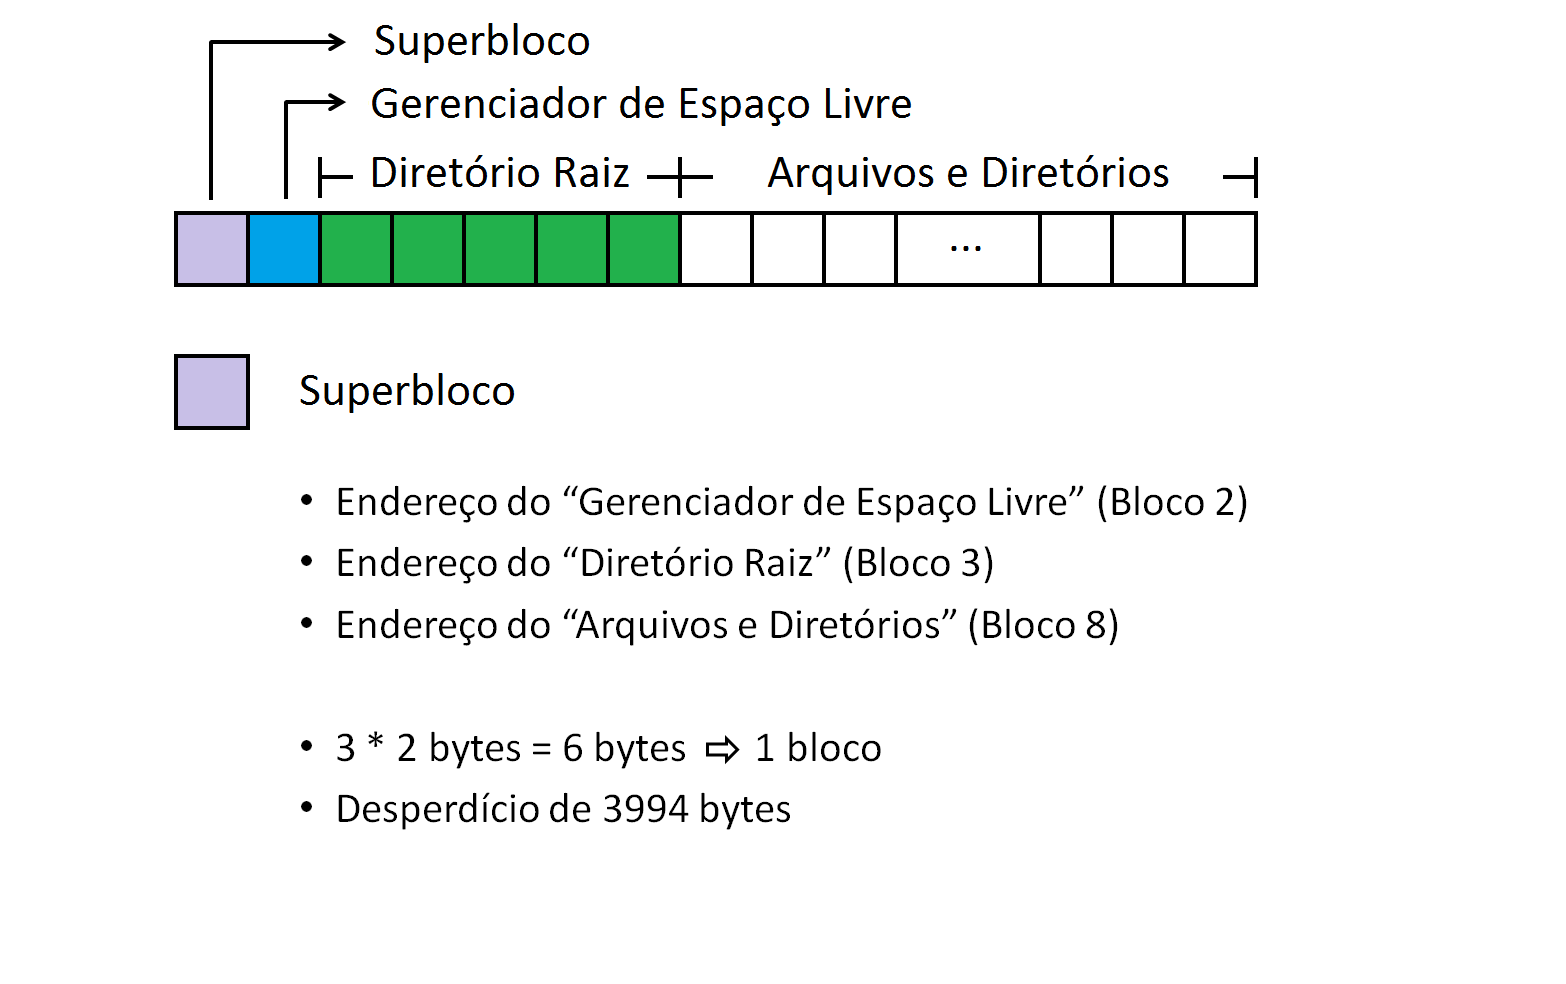 Superbloco
Gerenciador de Espaço Livre
Diretório Raiz
Arquivos e Diretórios
...
Superbloco
• Endereço do “Gerenciador de Espaço Livre” (Bloco 2)
• Endereço do “Diretório Raiz” (Bloco 3)
• Endereço do “Arquivos e Diretórios” (Bloco 8)
• 3 * 2 bytes = 6 bytes ⇨ 1 bloco
• Desperdício de 3994 bytes